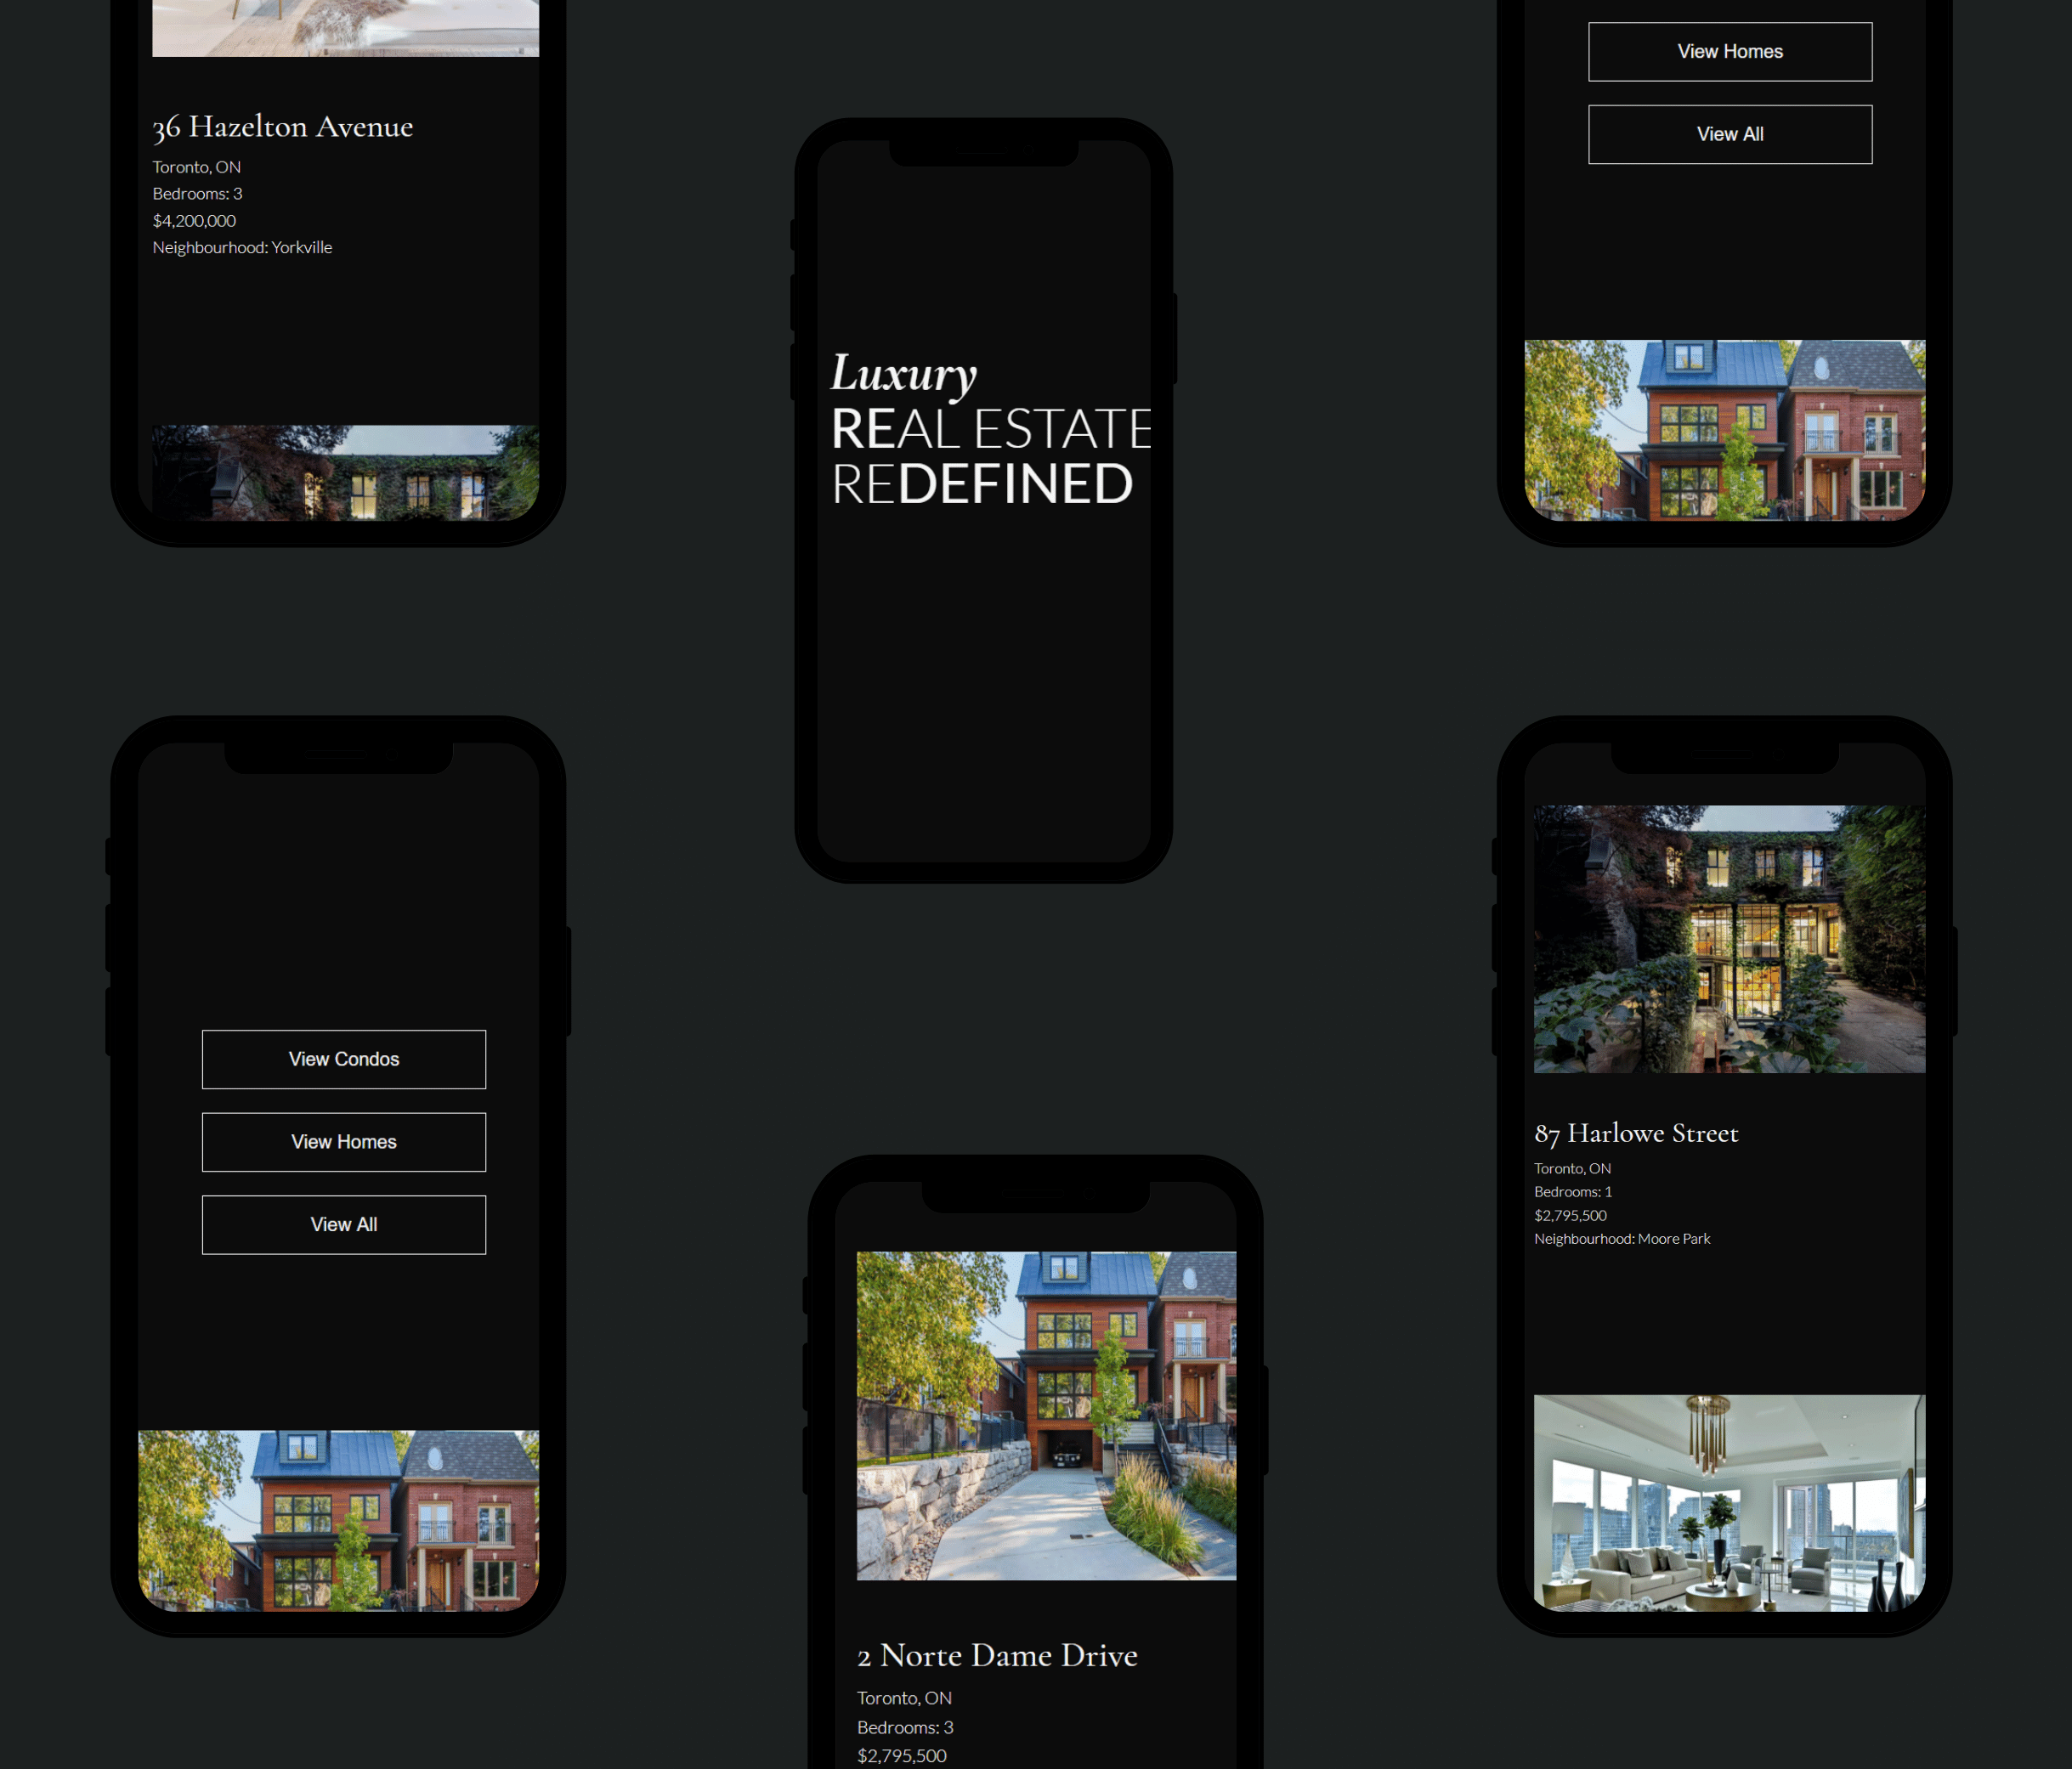 36 Hazelton Avenue
Toronto, ON
Bedrooms: 3
$4,200,000
Neighbourhood: Yorkville
Luxury
REAL ESTATE
REDEFINED
View Homes
View All
View Condos
View Homes
View All
2 Norte Dame Drive
Toronto, ON
Bedrooms: 3
$2,795,500
87 Harlowe Street
Toronto, ON
Bedrooms: 1
$2,795,500
Neighbourhood: Moore Park